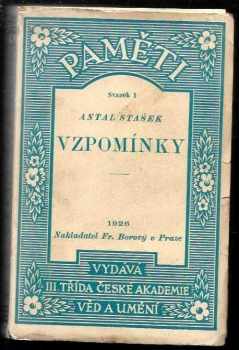 PAMĚTI
Svazek 1
ANTAL STAŠEK
VZPOMÍNKY
1926
Nakladatel Fr. Borový v Praze
VYDÁVÁ
III TŘÍDA ČESKÉ AKADEMIE
VĚD A UMĚNÍ